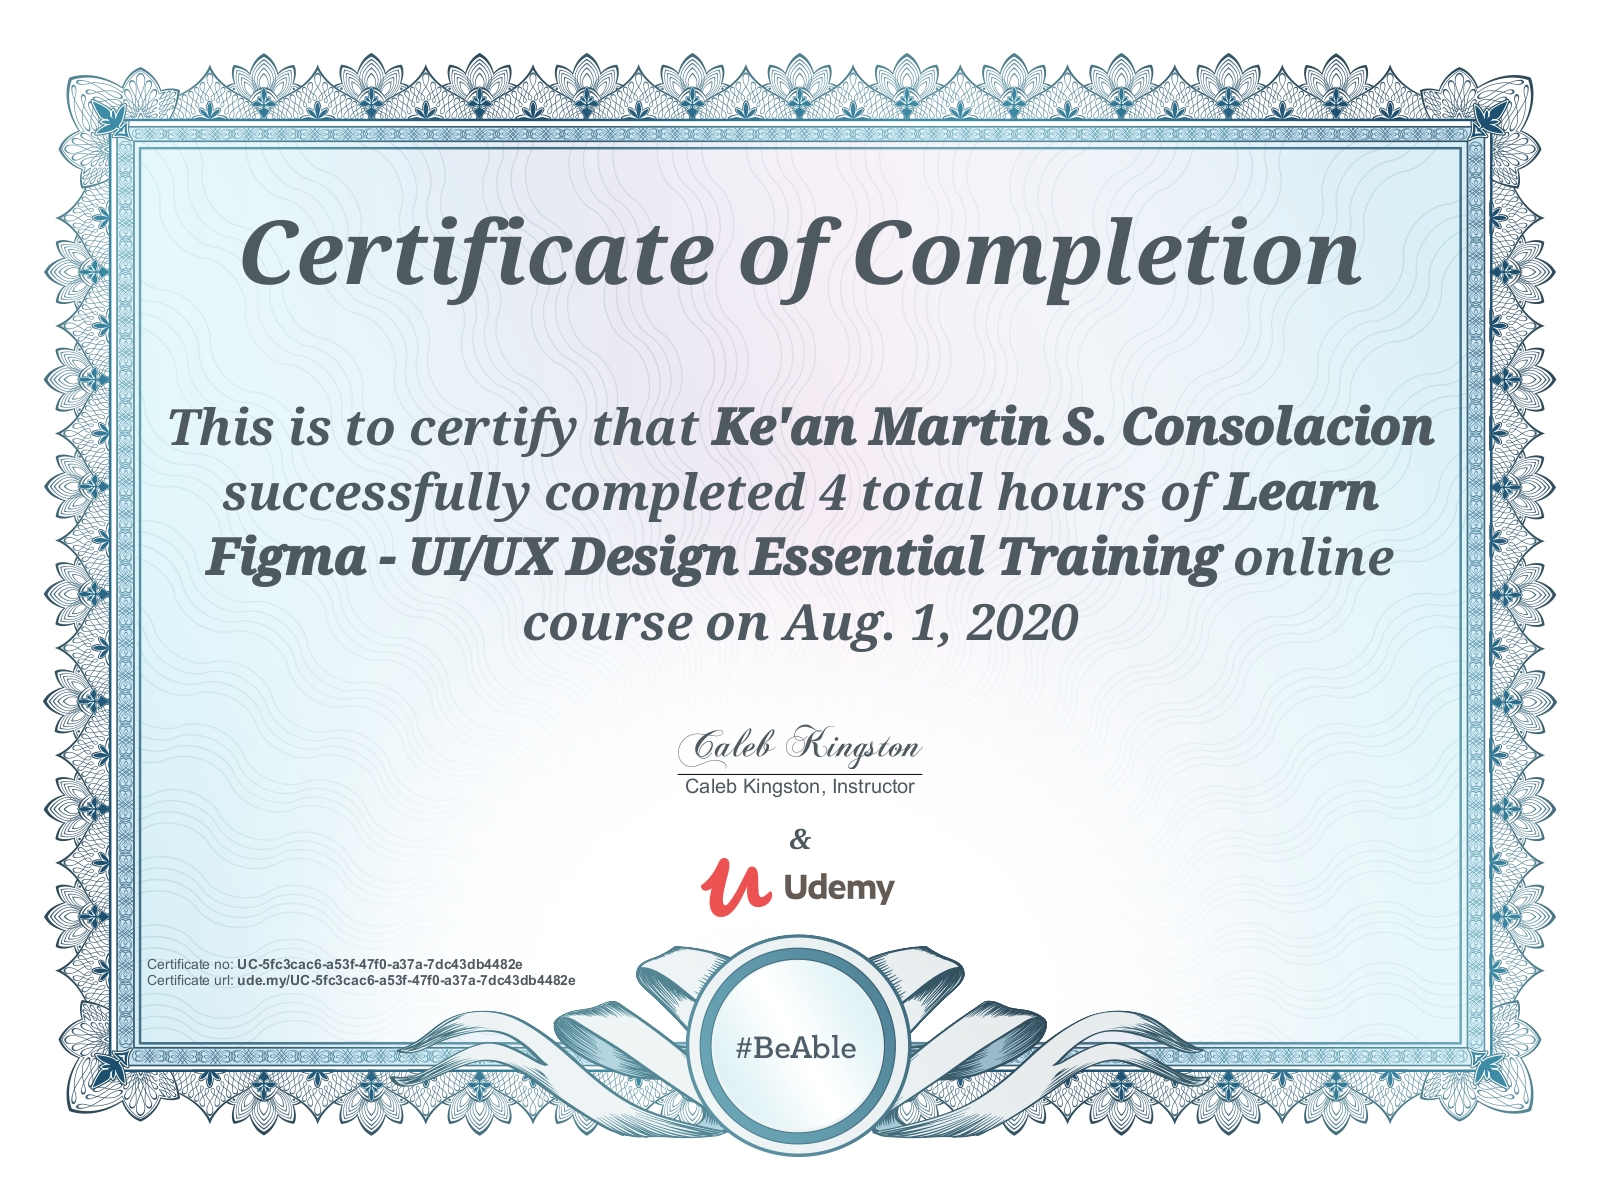 Certificate of Completion
This is to certify that Ke'an Martin S. Consolacion
successfully completed 4 total hours of Learn
Figma - UI/UX Design Essential Training online
course on Aug. 1, 2020
Caleb Kingston
Caleb Kingston, Instructor
&
Udemy
Certificate no: UC-5fc3cac6-a53f-47f0-a37a-7dc43db4482e
Certificate url: ude.my/UC-5fc3cac6-a53f-47f0-a37a-7dc43db4482e
#BeAble